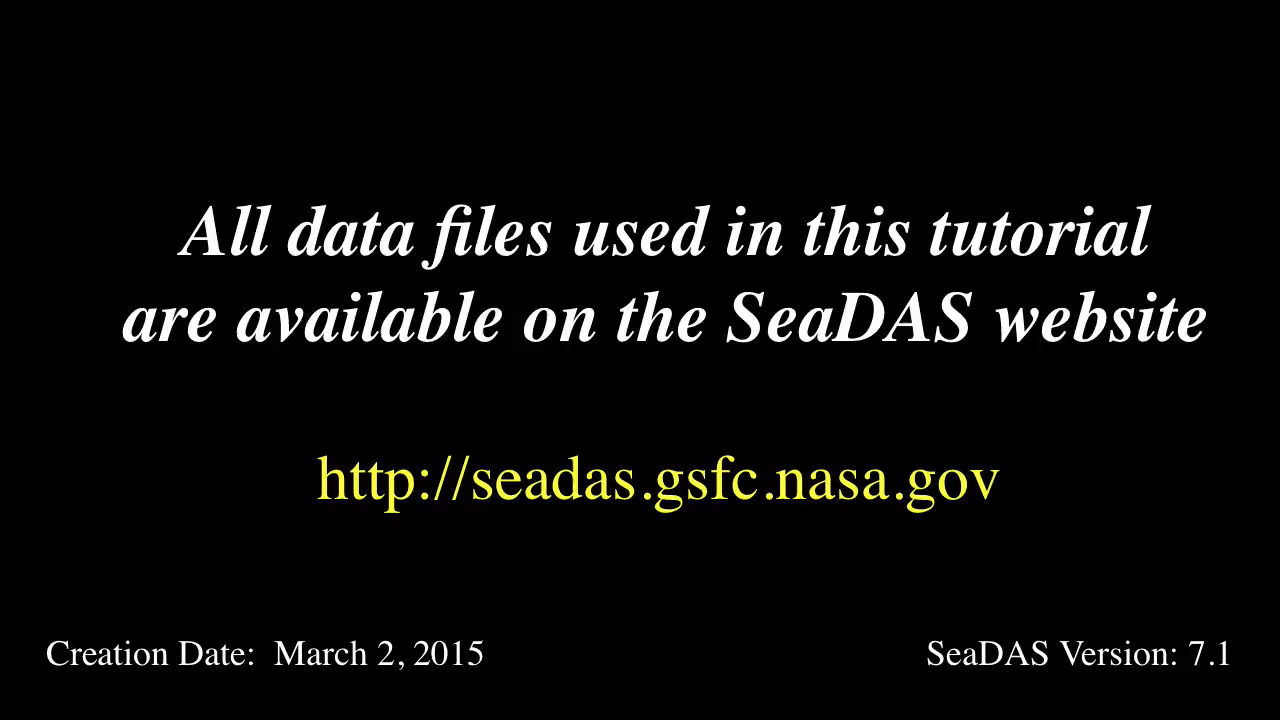 All data files used in this tutorial
are available on the SeaDAS website
http://seadas.gsfc.nasa.gov
Creation Date: March 2, 2015
SeaDAS Version: 7.1